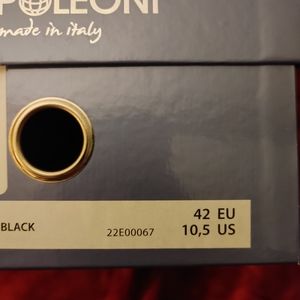 POLEONI
made in italy
42 EU
BLACK 22E00067 10,5 US